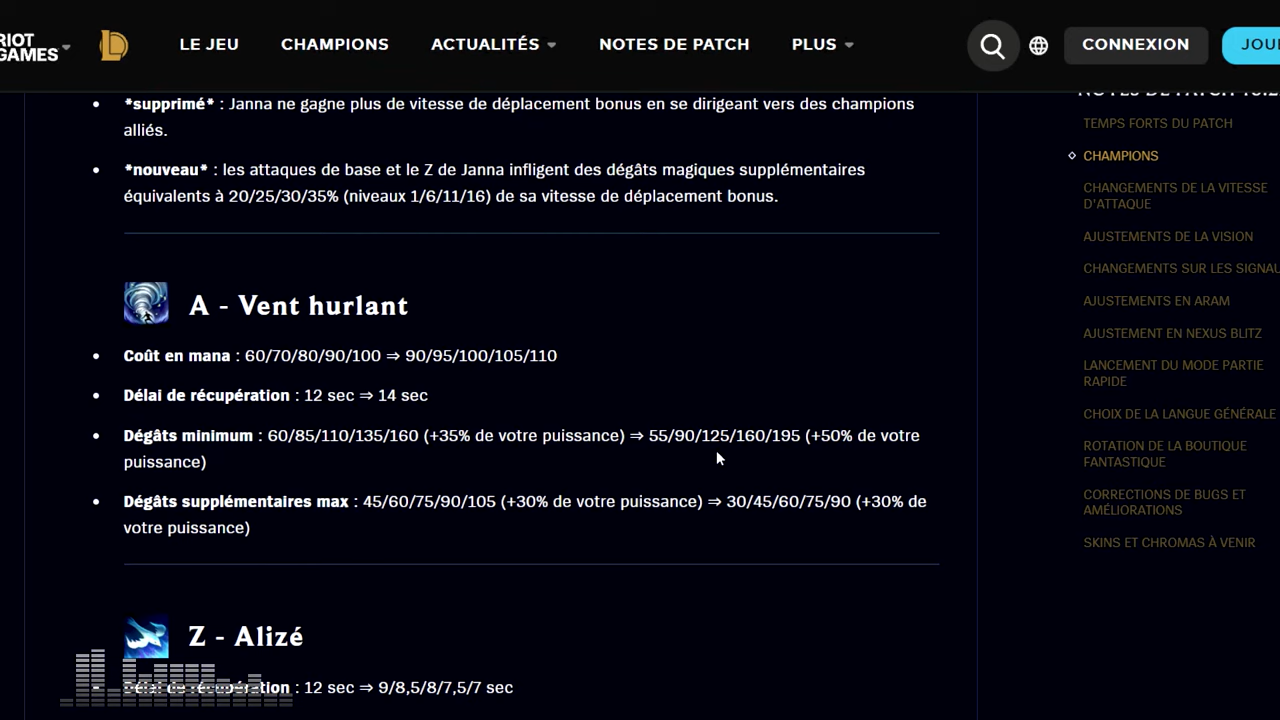 RIOT
GAMES
LE JEU
CHAMPIONS
ACTUALITÉS
NOTES DE PATCH
PLUS
CONNEXION
JOUE
*supprimé* : Janna ne gagne plus de vitesse de déplacement bonus en se dirigeant vers des champions
alliés.
*nouveau* : les attaques de base et le Z de Janna infligent des dégâts magiques supplémentaires
équivalents à 20/25/30/35% (niveaux 1/6/11/16) de sa vitesse de déplacement bonus.
A - Vent hurlant
Coût en mana : 60/70/80/90/100 ⇒ 90/95/100/105/110
Délai de récupération : 12 sec ⇒ 14 sec
Dégâts minimum : 60/85/110/135/160 (+35% de votre puissance) ⇒ 55/90/125/160/195 (+50% de votre
puissance)
Dégâts supplémentaires max : 45/60/75/90/105 (+30% de votre puissance) ⇒ 30/45/60/75/90 (+30% de
votre puissance)
Z - Alizé
Délai de récupération : 12 sec ⇒ 9/8,5/8/7,5/7 sec
TEMPS FORTS DU PATCH
CHAMPIONS
CHANGEMENTS DE LA VITESSE
D'ATTAQUE
AJUSTEMENTS DE LA VISION
CHANGEMENTS SUR LES SIGNAU
AJUSTEMENTS EN ARAM
AJUSTEMENT EN NEXUS BLITZ
LANCEMENT DU MODE PARTIE
RAPIDE
CHOIX DE LA LANGUE GÉNÉRALE
ROTATION DE LA BOUTIQUE
FANTASTIQUE
CORRECTIONS DE BUGS ET
AMÉLIORATIONS
SKINS ET CHROMAS À VENIR